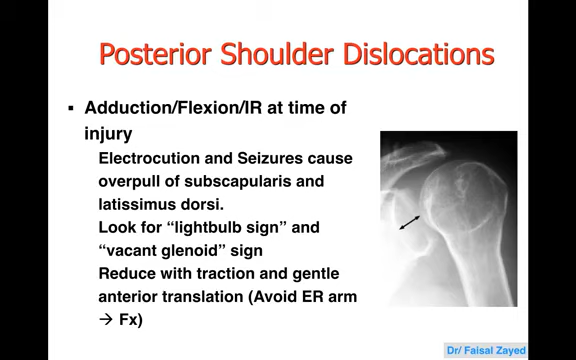 Posterior Shoulder Dislocations
▪ Adduction/Flexion/IR at time of
injury
Electrocution and Seizures cause
overpull of subscapularis and
latissimus dorsi.
Look for “lightbulb sign” and
“vacant glenoid” sign
Reduce with traction and gentle
anterior translation (Avoid ER arm
→ Fx)
Dr/ Faisal Zayed